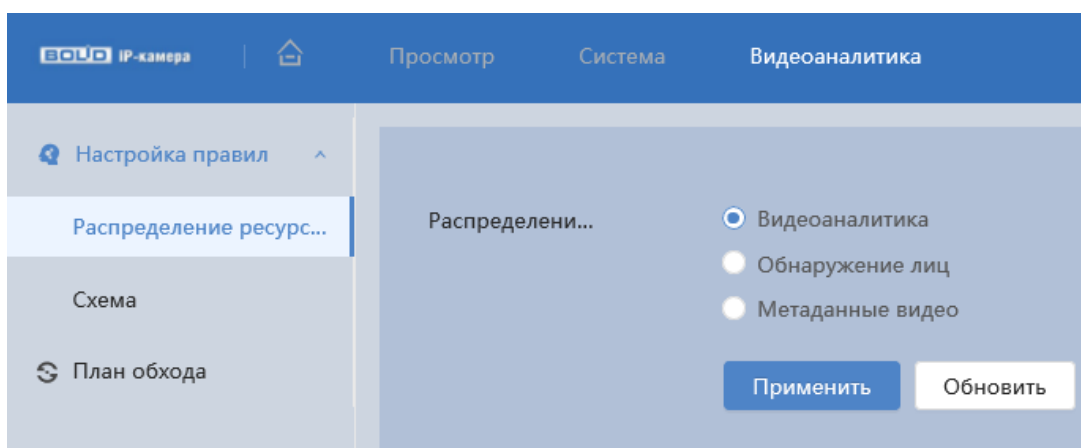 BOLID IP-камера Просмотр Система Видеоаналитика
Настройка правил
Распределение ресурс...
Распределени... Видеоаналитика
Обнаружение лиц
Схема
Метаданные видео
План обхода
Применить Обновить